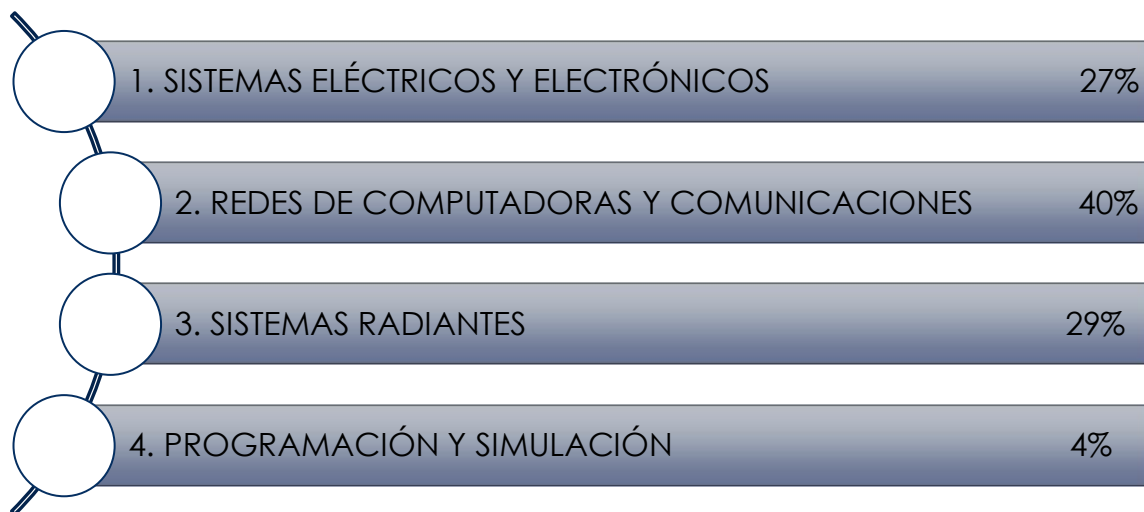 1. SISTEMAS ELÉCTRICOS Y ELECTRÓNICOS 27%
2. REDES DE COMPUTADORAS Y COMUNICACIONES 40%
3. SISTEMAS RADIANTES 29%
4. PROGRAMACIÓN Y SIMULACIÓN 4%